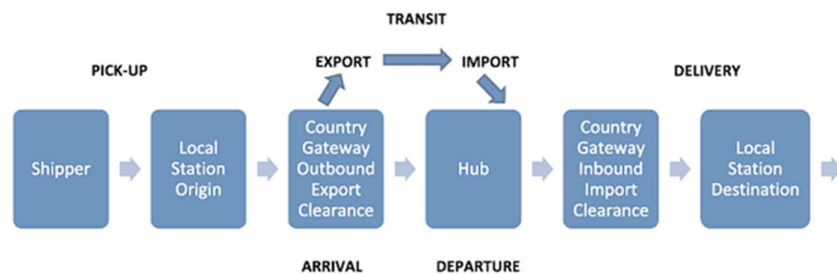 TRANSIT
EXPORT
IMPORT
PICK-UP
DELIVERY
Shipper
Local
Station
Origin
Country
Gateway
Outbound
Export
Clearance
Hub
Country
Gateway
Inbound
Import
Clearance
Local
Station
Destination
ARRIVAL
DEPARTURE